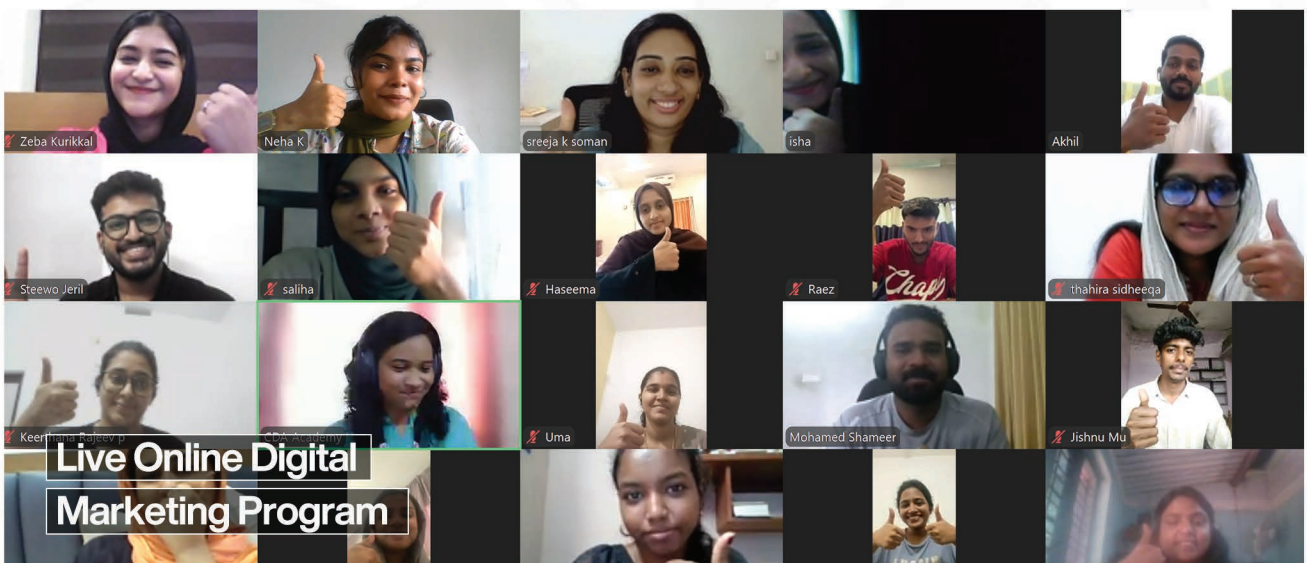 Zeba Kurikkal
Neha K
sreeja k soman
isha
Akhil
Steewo Jeril
saliha
Haseema
Raez
thahira sidheeqa
Keerthana Rajeev p
CDA Academy
Uma
Mohamed Shameer
Jishnu Mu
Live Online Digital
Marketing Program